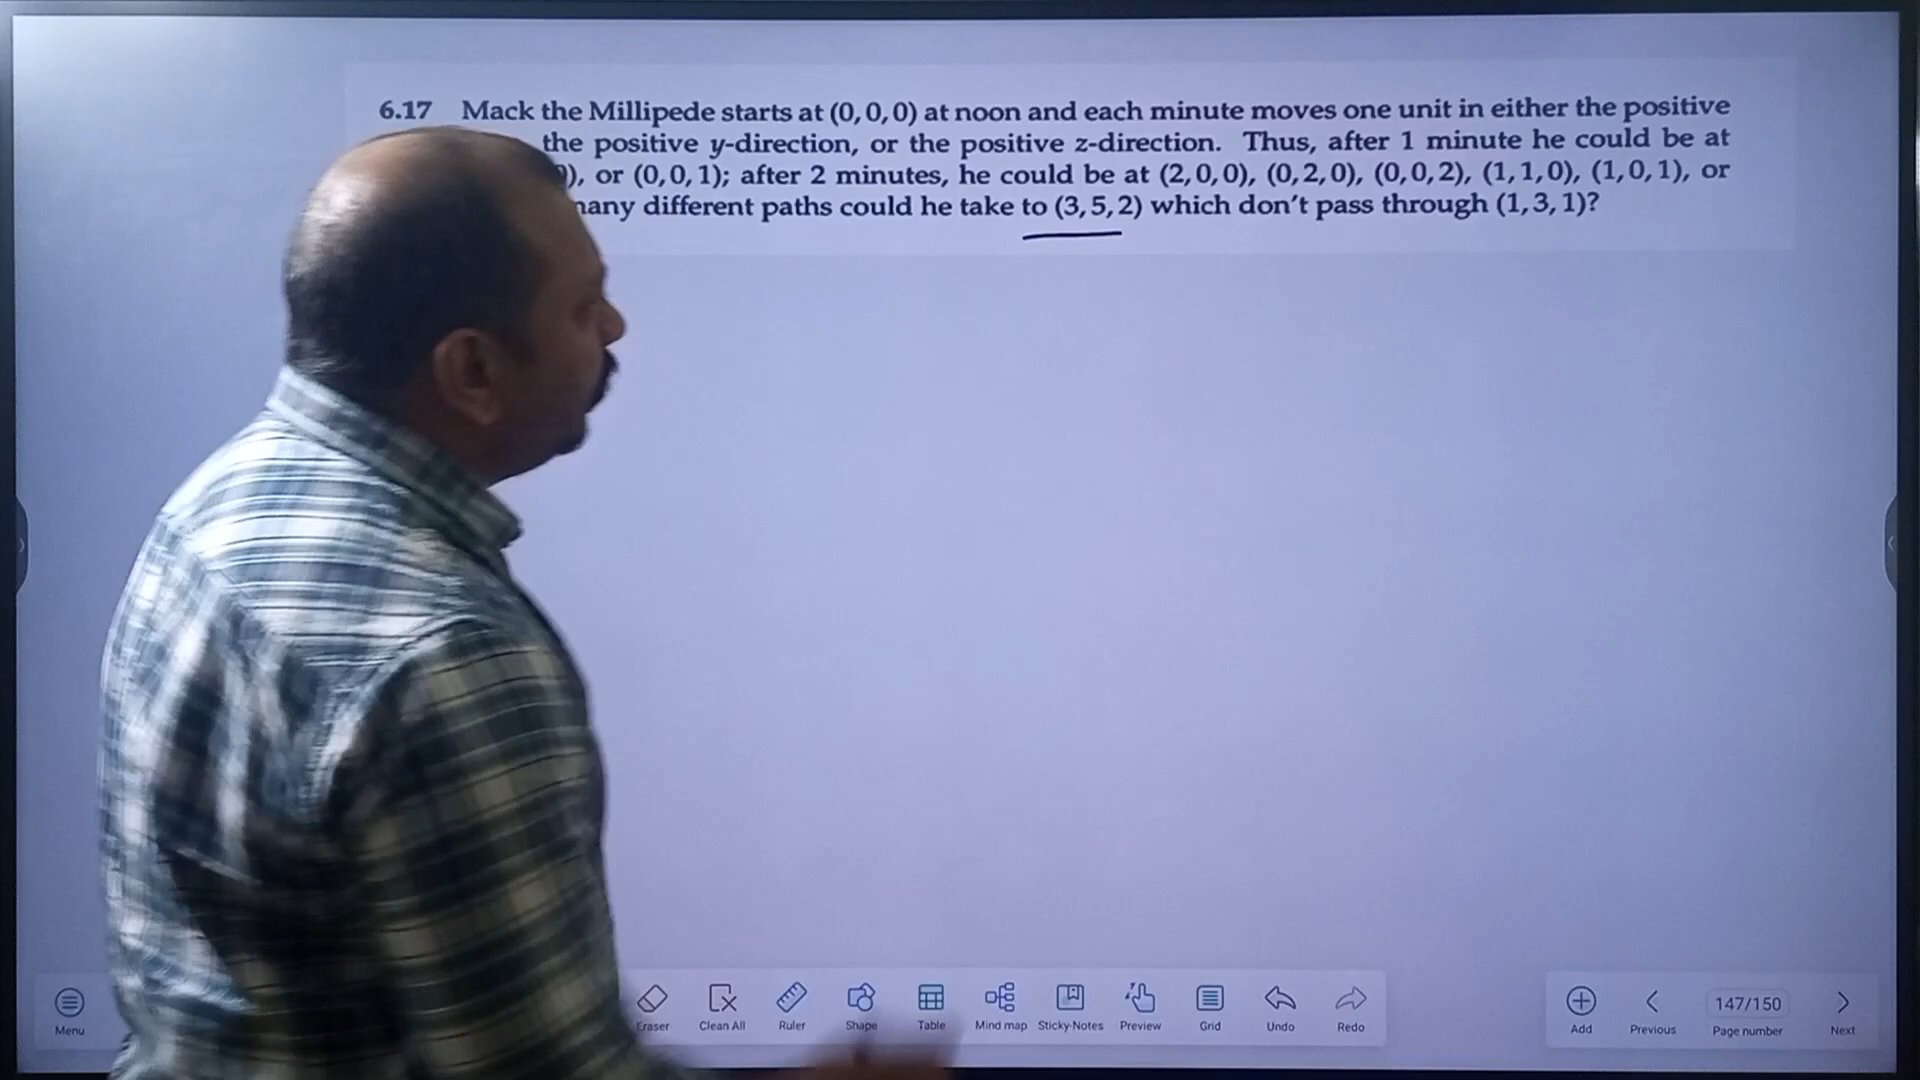 6.17 Mack the Millipede starts at (0,0,0) at noon and each minute moves one unit in either the positive
the positive y-direction, or the positive z-direction. Thus, after 1 minute he could be at
), or (0,0,1); after 2 minutes, he could be at (2,0,0), (0,2,0), (0,0,2), (1,1,0), (1,0,1), or
many different paths could he take to (3,5,2) which don't pass through (1,3,1)?
Menu
Eraser
Clean All
Ruler
Shape
Table
Mind map
Sticky-Notes
Preview
Grid
Undo
Redo
Add
Previous
147/150
Page number
Next